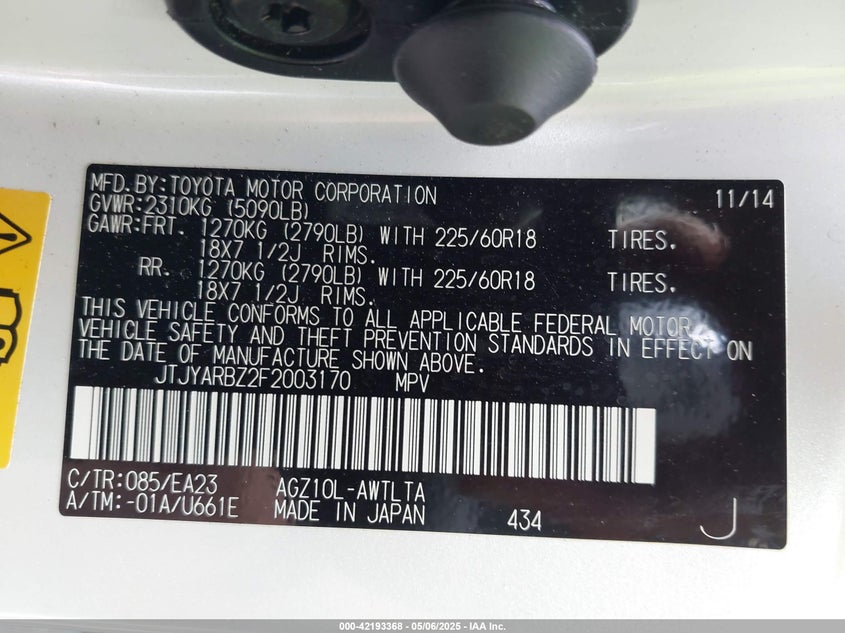 MFD.BY:TOYOTA MOTOR CORPORATION 11/14
GVWR:2310KG (5090LB)
GAWR:FRT. 1270KG (2790LB) WITH 225/60R18 TIRES.
18X7 1/2J RIMS.
RR. 1270KG (2790LB) WITH 225/60R18 TIRES.
18X7 1/2J RIMS.
THIS VEHICLE CONFORMS TO ALL APPLICABLE FEDERAL MOTOR
VEHICLE SAFETY AND THEFT PREVENTION STANDARDS IN EFFECT ON
THE DATE OF MANUFACTURE SHOWN ABOVE.
JTJYARBZ2F2003170 MPV
C/TR:085/EA23 AGZ10L-AWTLTA
A/TM:-01A/U661E MADE IN JAPAN 434 J
000-42193368 - 05/06/2025 - IAA Inc.